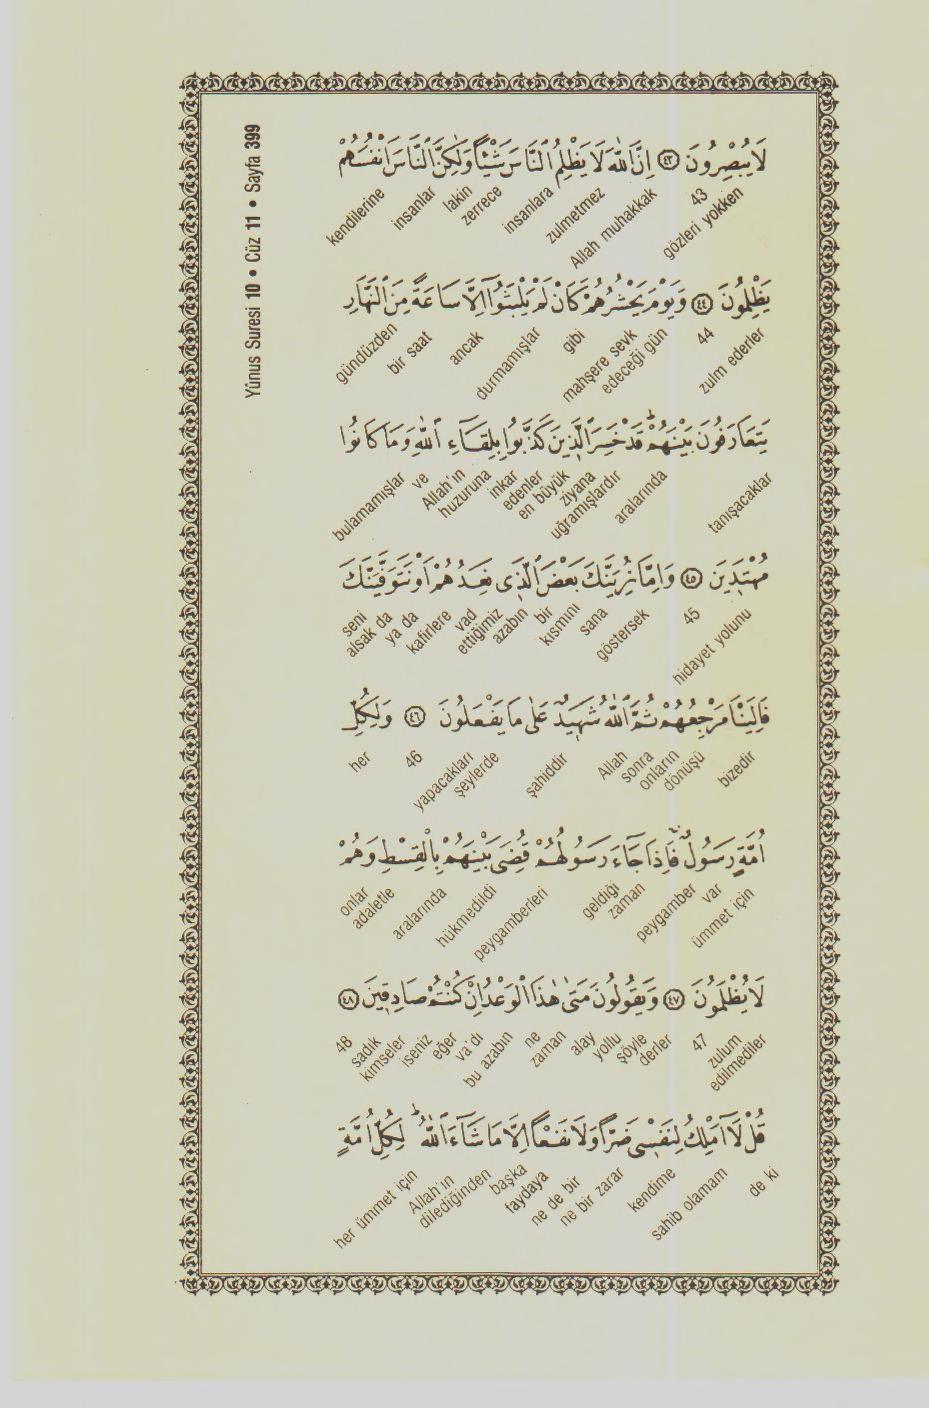 Yûnus Suresi 10 • Cüz 11 • Sayfa 399
لَا يُبْصِرُونَ ﴿٤٣﴾ اِنَّ اللّٰهَ لَا يَظْلِمُ النَّاسَ شَيْـًٔا وَلٰكِنَّ النَّاسَ اَنْفُسَهُمْ
gözleri yokken 43 Allah muhakkak zulmetmez insanlara zerrece lakin insanlar kendilerine
يَظْلِمُونَ ﴿٤٤﴾ وَيَوْمَ يَحْشُرُهُمْ كَاَنْ لَمْ يَلْبَثُٓوا اِلَّا سَاعَةً مِنَ النَّهَارِ
zulm ederler 44 mahşere sevk edeceği gün gibi durmamışlar ancak bir saat gündüzden
يَتَعَارَفُونَ بَيْنَهُمْۜ قَدْ خَسِرَ الَّذِينَ كَذَّبُوا بِلِقَٓاءِ اللّٰهِ وَمَا كَانُوا
tanışacaklar aralarında ziyana uğramışlardır en büyük inkar edenler Allah'ın huzuruna ve bulamamışlar
مُهْتَدِينَ ﴿٤٥﴾ وَاِمَّا نُرِيَنَّكَ بَعْضَ الَّذِى نَعِدُهُمْ اَوْ نَتَوَفَّيَنَّكَ
hidayet yolunu 45 göstersek sana bir kısmını azabın vad ettiğimiz kafirlere ya da seni alsak da
فَاِلَيْنَا مَرْجِعُهُمْ ثُمَّ اللّٰهُ شَهِيدٌ عَلٰى مَا يَفْعَلُونَ ﴿٤٦﴾ وَلِكُلِّ
bizedir onların dönüşü sonra Allah şahiddir yapacakları şeylerde 46 her
اُمَّةٍ رَسُولٌۚ فَاِذَا جَٓاءَ رَسُولُهُمْ قُضِىَ بَيْنَهُمْ بِالْقِسْطِ وَهُمْ
ümmet için var peygamber geldiği zaman peygamberleri hükmedildi aralarında adaletle onlar
لَا يُظْلَمُونَ ﴿٤٧﴾ وَيَقُولُونَ مَتٰى هٰذَا الْوَعْدُ اِنْ كُنْتُمْ صَادِقِينَ ﴿٤٨﴾
zulum edilmediler 47 alay yollu şöyle derler ne zaman bu azabın va'dı eğer iseniz sadık kimseler 48
قُلْ لَٓا اَمْلِكُ لِنَفْسِى ضَرًّا وَلَا نَفْعًا اِلَّا مَا شَٓاءَ اللّٰهُۜ لِكُلِّ اُمَّةٍ
de ki sahib olamam kendime ne bir zarar ne de bir faydaya başka Allah'ın dilediğinden her ümmet için